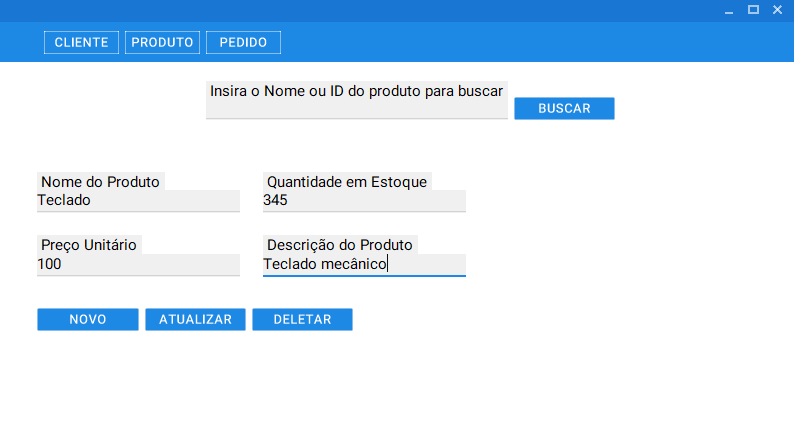 CLIENTE PRODUTO PEDIDO
Insira o Nome ou ID do produto para buscar
BUSCAR
Nome do Produto Quantidade em Estoque
Teclado 345
Preço Unitário Descrição do Produto
100 Teclado mecânico
NOVO ATUALIZAR DELETAR